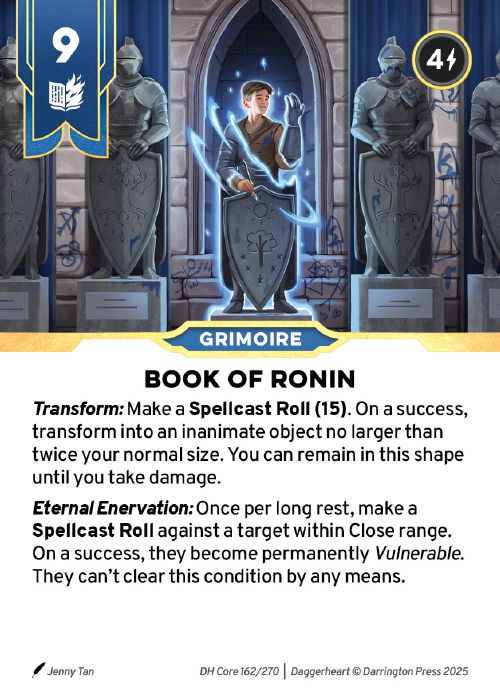 9
4
GRIMOIRE
BOOK OF RONIN
Transform: Make a Spellcast Roll (15). On a success,
transform into an inanimate object no larger than
twice your normal size. You can remain in this shape
until you take damage.
Eternal Enervation: Once per long rest, make a
Spellcast Roll against a target within Close range.
On a success, they become permanently Vulnerable.
They can't clear this condition by any means.
Jenny Tan
DH Core 162/270 | Daggerheart © Darrington Press 2025